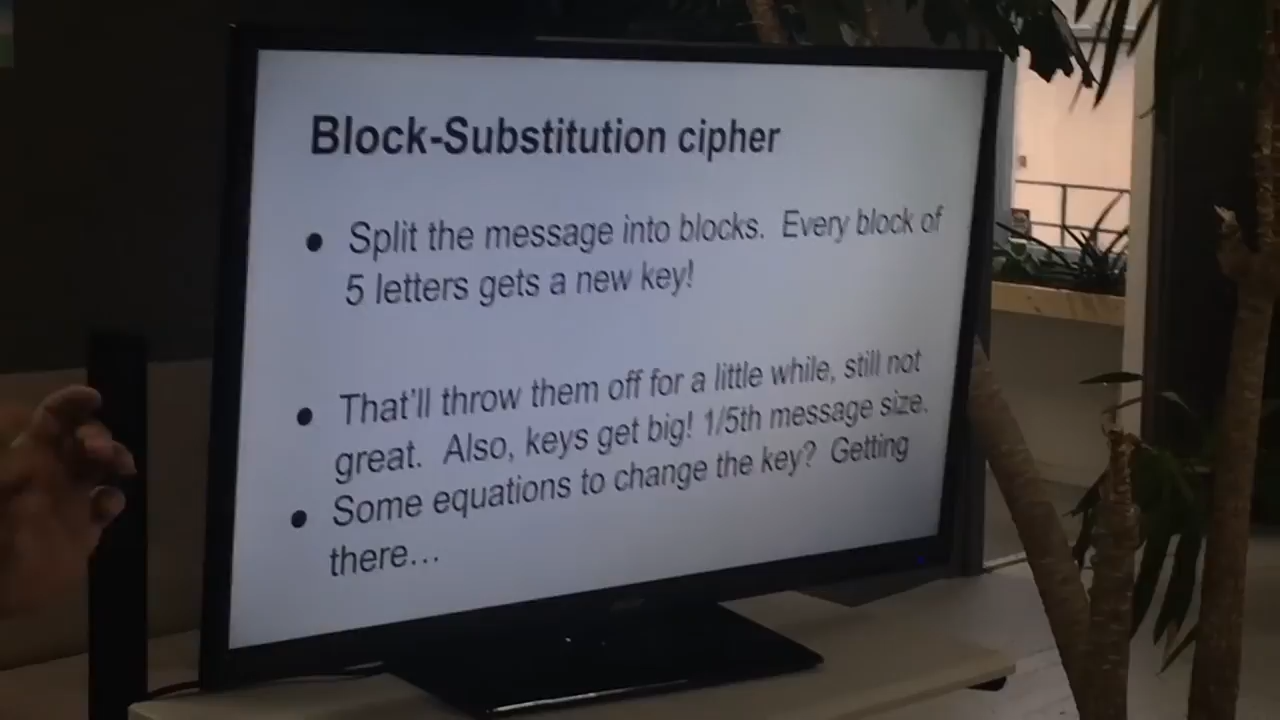 Block-Substitution cipher
● Split the message into blocks.  Every block of
5 letters gets a new key!
● That'll throw them off for a little while, still not
great.  Also, keys get big! 1/5th message size.
● Some equations to change the key?  Getting
there...